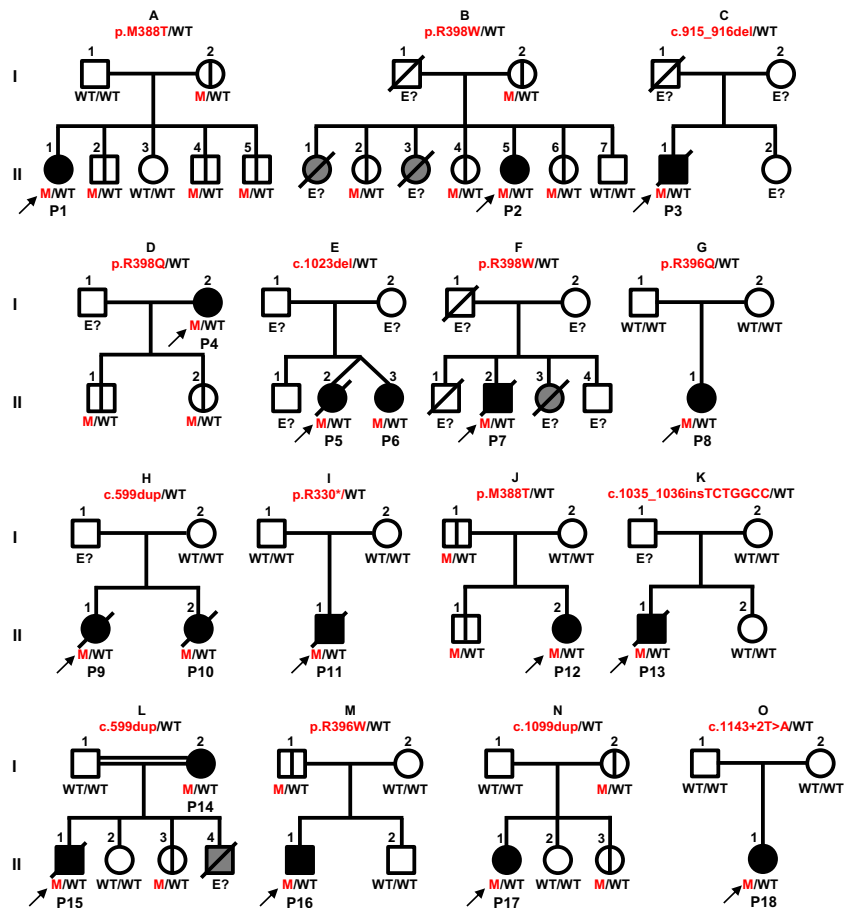 A B C
p.M388T/WT p.R398W/WT c.915_916del/WT
I 1 2 1 2 1 2
WT/WT M/WT E? M/WT E? E?
II 1 2 3 4 5 1 2 3 4 5 6 7 1 2
M/WT M/WT WT/WT M/WT M/WT E? M/WT E? M/WT M/WT M/WT WT/WT M/WT E?
P1 P2 P3
D E F G
p.R398Q/WT c.1023del/WT p.R398W/WT p.R396Q/WT
I 1 2 1 2 1 2 1 2
E? M/WT E? E? E? E? WT/WT WT/WT
P4
II 1 2 1 2 3 1 2 3 4 1
M/WT M/WT E? M/WT M/WT E? M/WT E? E? M/WT
P5 P6 P7 P8
H I J K
c.599dup/WT p.R330*/WT p.M388T/WT c.1035_1036insTCTGGCC/WT
I 1 2 1 2 1 2 1 2
E? WT/WT WT/WT WT/WT M/WT WT/WT E? WT/WT
II 1 2 1 1 2 1 2
M/WT M/WT M/WT M/WT M/WT M/WT WT/WT
P9 P10 P11 P12 P13
L M N O
c.599dup/WT p.R396W/WT c.1099dup/WT c.1143+2T>A/WT
I 1 2 1 2 1 2 1 2
WT/WT M/WT M/WT WT/WT WT/WT M/WT WT/WT WT/WT
P14
II 1 2 3 4 1 2 1 2 3 1
M/WT WT/WT M/WT E? M/WT WT/WT M/WT WT/WT M/WT M/WT
P15 P16 P17 P18